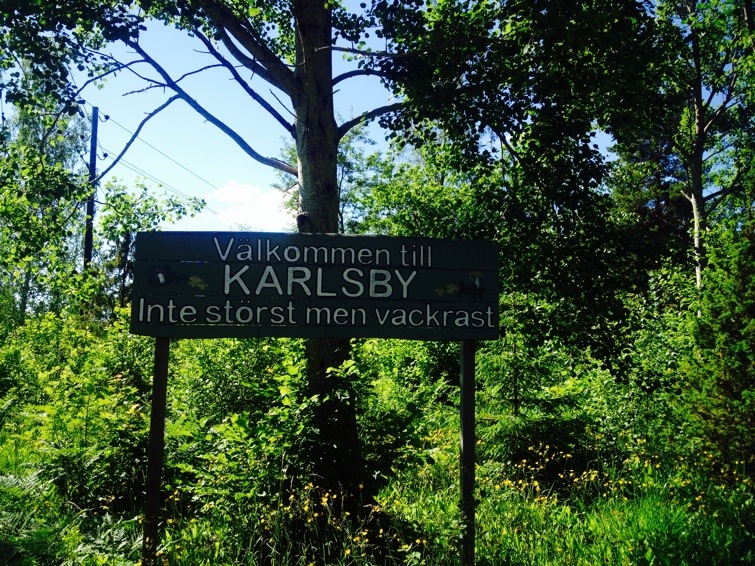 Välkommen till
KARLSBY
Inte störst men vackrast